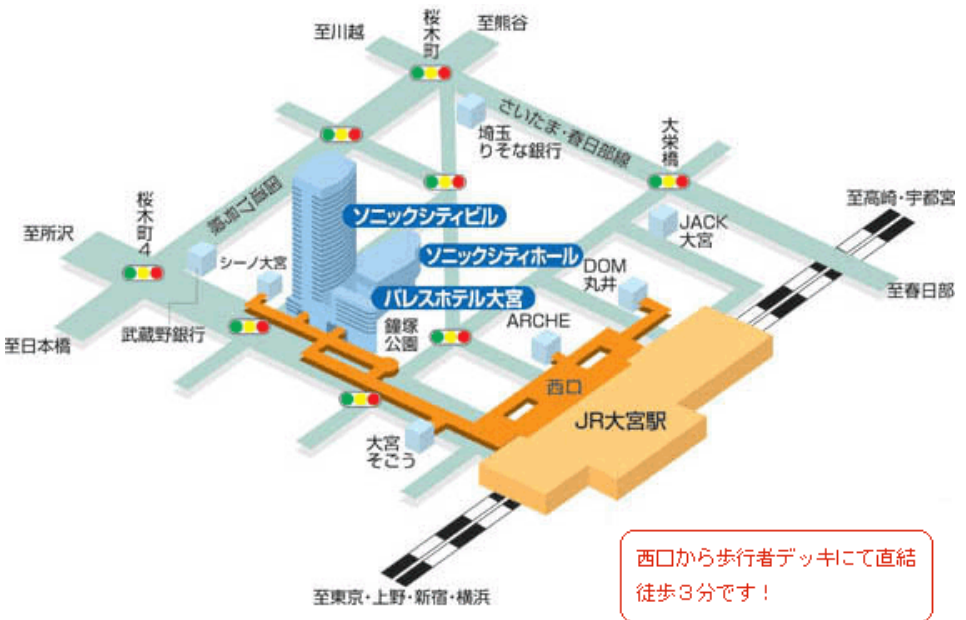 至川越
桜木町
至熊谷
さいたま・春日部線
埼玉
りそな銀行
大栄橋
至高崎・宇都宮
国道17号線
桜木町4
至所沢
ソニックシティビル
JACK
大宮
シーノ大宮
ソニックシティホール
DOM
丸井
至春日部
パレスホテル大宮
武蔵野銀行
鐘塚
公園
ARCHE
至日本橋
西口
JR大宮駅
大宮
そごう
西口から歩行者デッキにて直結
徒歩3分です!
至東京・上野・新宿・横浜